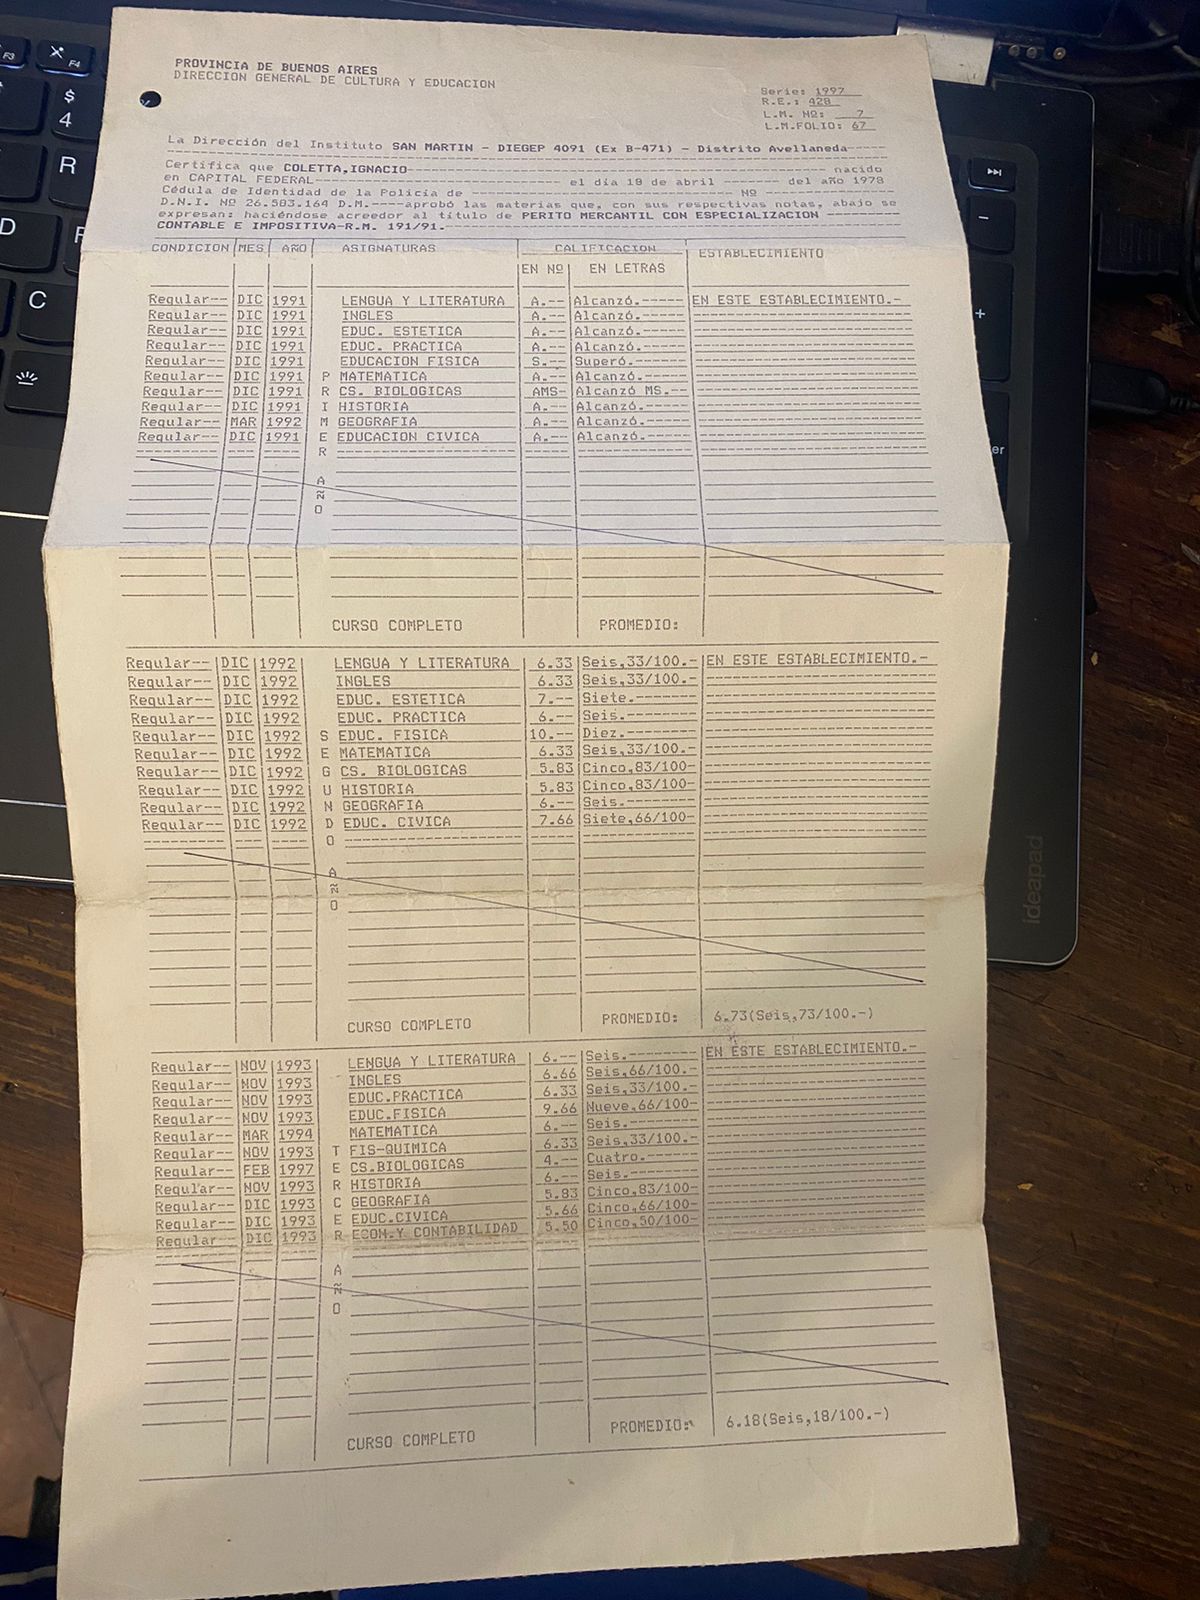 PROVINCIA DE BUENOS AIRES
DIRECCION GENERAL DE CULTURA Y EDUCACION
Serie: 1997
R.E.: 428
L.M. Nº: 7
L.M.FOLIO: 67
La Dirección del Instituto SAN MARTIN - DIEGEP 4091 (Ex B-471) - Distrito Avellaneda-----
Certifica que COLETTA,IGNACIO---------- nacido
en CAPITAL FEDERAL---------- el día 18 de abril ------- del año 1978
Cédula de Identidad de la Policía de ---------- Nº ----------
D.N.I. Nº 26.583.164 D.M.----aprobó las materias que, con sus respectivas notas, abajo se
expresan: haciéndose acreedor al título de PERITO MERCANTIL CON ESPECIALIZACION ----------
CONTABLE E IMPOSITIVA-R.M. 191/91.----------
CONDICION MES AÑO ASIGNATURAS CALIFICACION ESTABLECIMIENTO
EN Nº EN LETRAS
PRIMER AÑO
Regular-- DIC 1991 LENGUA Y LITERATURA A.-- Alcanzó.----- EN ESTE ESTABLECIMIENTO.-
Regular-- DIC 1991 INGLES A.-- Alcanzó.-----
Regular-- DIC 1991 EDUC. ESTETICA A.-- Alcanzó.-----
Regular-- DIC 1991 EDUC. PRACTICA A.-- Alcanzó.-----
Regular-- DIC 1991 EDUCACION FISICA S.-- Superó.-----
Regular-- DIC 1991 MATEMATICA A.-- Alcanzó.-----
Regular-- DIC 1991 CS. BIOLOGICAS AMS- Alcanzó MS.--
Regular-- DIC 1991 HISTORIA A.-- Alcanzó.-----
Regular-- MAR 1992 GEOGRAFIA A.-- Alcanzó.-----
Regular-- DIC 1991 EDUCACION CIVICA A.-- Alcanzó.-----
CURSO COMPLETO PROMEDIO:
SEGUNDO AÑO
Regular-- DIC 1992 LENGUA Y LITERATURA 6.33 Seis,33/100.- EN ESTE ESTABLECIMIENTO.-
Regular-- DIC 1992 INGLES 6.33 Seis,33/100.-
Regular-- DIC 1992 EDUC. ESTETICA 7.-- Siete.-------
Regular-- DIC 1992 EDUC. PRACTICA 6.-- Seis.--------
Regular-- DIC 1992 EDUC. FISICA 10.-- Diez.--------
Regular-- DIC 1992 MATEMATICA 6.33 Seis,33/100.-
Regular-- DIC 1992 CS. BIOLOGICAS 5.83 Cinco,83/100-
Regular-- DIC 1992 HISTORIA 5.83 Cinco,83/100-
Regular-- DIC 1992 GEOGRAFIA 6.-- Seis.--------
Regular-- DIC 1992 EDUC. CIVICA 7.66 Siete,66/100-
CURSO COMPLETO PROMEDIO: 6.73(Seis,73/100.-)
TERCER AÑO
Regular-- NOV 1993 LENGUA Y LITERATURA 6.-- Seis.-------- EN ESTE ESTABLECIMIENTO.-
Regular-- NOV 1993 INGLES 6.66 Seis,66/100.-
Regular-- NOV 1993 EDUC.PRACTICA 6.33 Seis,33/100.-
Regular-- NOV 1993 EDUC.FISICA 9.66 Nueve,66/100-
Regular-- MAR 1994 MATEMATICA 6.-- Seis.--------
Regular-- NOV 1993 FIS-QUIMICA 6.33 Seis,33/100.-
Regular-- FEB 1997 CS.BIOLOGICAS 4.-- Cuatro.------
Regular-- NOV 1993 HISTORIA 6.-- Seis.--------
Regular-- DIC 1993 GEOGRAFIA 5.83 Cinco,83/100-
Regular-- DIC 1993 EDUC.CIVICA 5.66 Cinco,66/100-
Regular-- DIC 1993 ECOM.Y CONTABILIDAD 5.50 Cinco,50/100-
CURSO COMPLETO PROMEDIO: 6.18(Seis,18/100.-)
F3
F4
$
4
R
D
F
C
ideapad